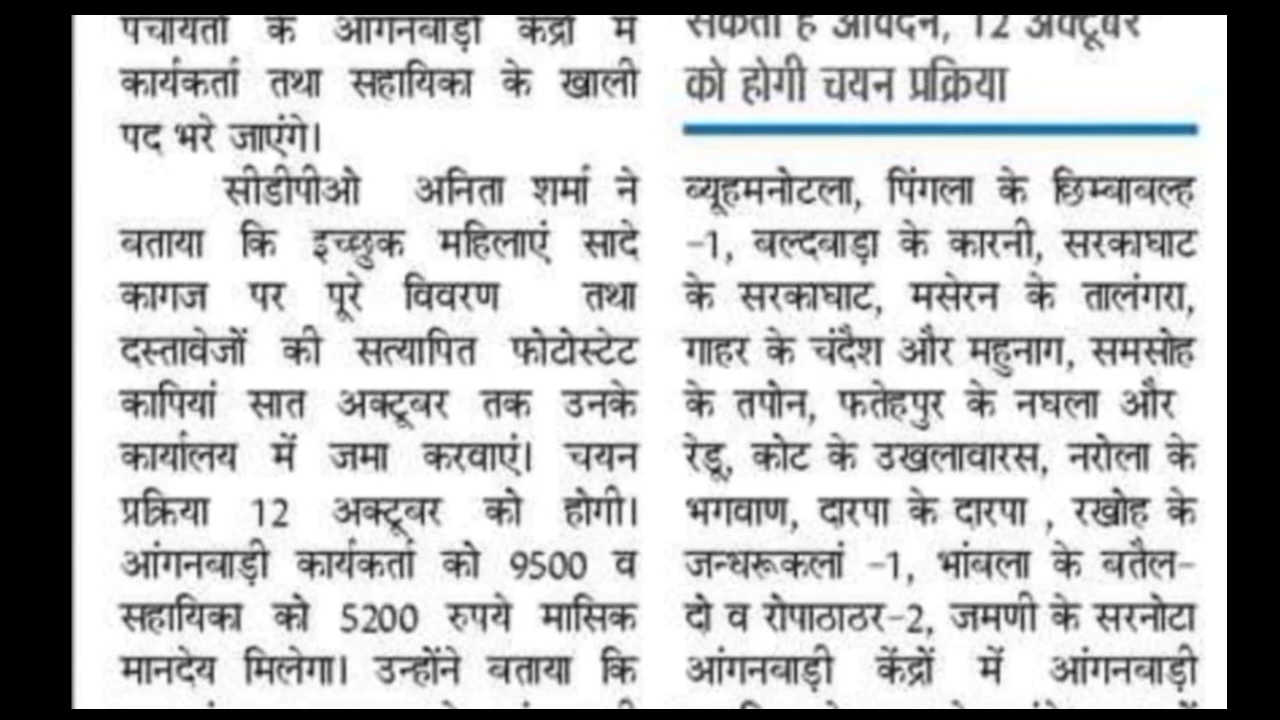 पंचायतों के आंगनबाड़ी केंद्रों में
कार्यकर्ता तथा सहायिका के खाली
पद भरे जाएंगे।
सीडीपीओ अनिता शर्मा ने
बताया कि इच्छुक महिलाएं सादे
कागज पर पूरे विवरण तथा
दस्तावेजों की सत्यापित फोटोस्टेट
कापियां सात अक्टूबर तक उनके
कार्यालय में जमा करवाएं। चयन
प्रक्रिया 12 अक्टूबर को होगी।
आंगनबाड़ी कार्यकर्ता को 9500 व
सहायिका को 5200 रुपये मासिक
मानदेय मिलेगा। उन्होंने बताया कि
आवेदन, 12 अक्टूबर
को होगी चयन प्रक्रिया
ब्यूहमनोटला, पिंगला के छिम्बाबल्ह
-1, बल्दबाड़ा के कारनी, सरकाघाट
के सरकाघाट, मसेरन के तालंगरा,
गाहर के चंदैश और महुनाग, समसोह
के तपोन, फतेहपुर के नघला और
रेडू, कोट के उखलावारस, नरोला के
भगवाण, दारपा के दारपा , रखोह के
जन्धरूकलां -1, भांबला के बतैल-
दो व रोपाठाठर-2, जमणी के सरनोटा
आंगनबाड़ी केंद्रों में आंगनबाड़ी